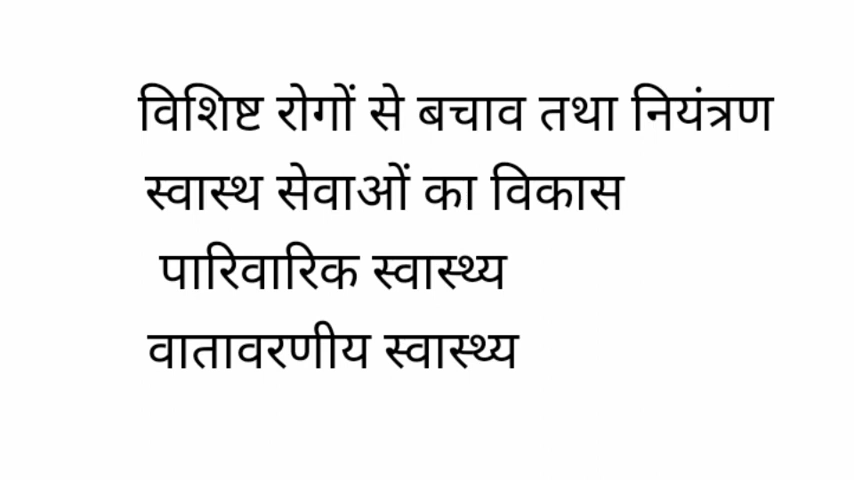 विशिष्ट रोगों से बचाव तथा नियंत्रण
स्वास्थ सेवाओं का विकास
पारिवारिक स्वास्थ्य
वातावरणीय स्वास्थ्य